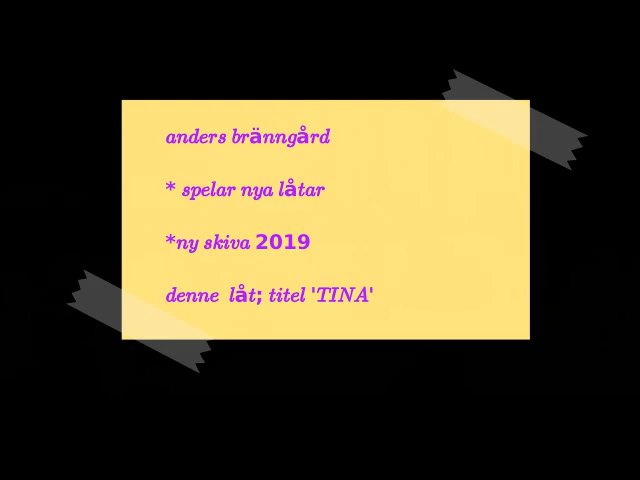 anders bränngård
* spelar nya låtar
*ny skiva 2019
denne  låt; titel 'TINA'